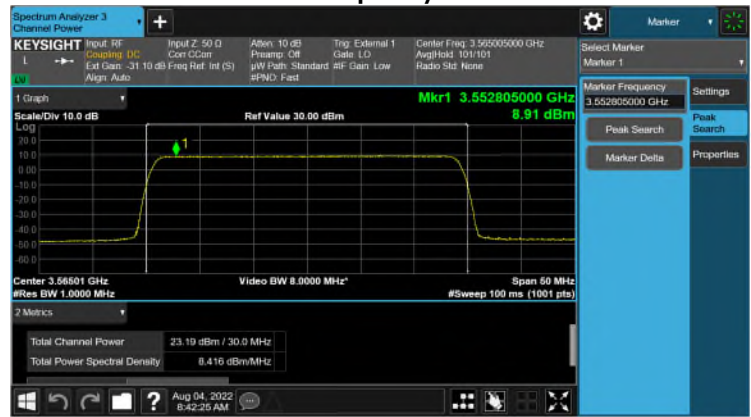 Spectrum Analyzer 3
Channel Power
Marker
KEYSIGHT
L
Input: RF
Coupling: DC
Ext Gain: -31.10 dB
Align: Auto
Input Z: 50 Ω
Corr CCorr
Freq Ref: Int (S)
Atten: 10 dB
Preamp: Off
µW Path: Standard
#PNO: Fast
Trig: External 1
Gate: LO
#IF Gain: Low
Center Freq: 3.565005000 GHz
Avg|Hold: 101/101
Radio Std: None
Select Marker
Marker 1
Marker Frequency
3.552805000 GHz
Settings
Peak Search
Peak
Search
Marker Delta
Properties
1 Graph
Mkr1 3.552805000 GHz
8.91 dBm
Scale/Div 10.0 dB
Ref Value 30.00 dBm
Log
1
20.0
10.0
0.00
-10.0
-20.0
-30.0
-40.0
-50.0
-60.0
Center 3.56501 GHz
#Res BW 1.0000 MHz
Video BW 8.0000 MHz*
Span 50 MHz
#Sweep 100 ms (1001 pts)
2 Metrics
Total Channel Power 23.19 dBm / 30.0 MHz
Total Power Spectral Density 8.416 dBm/MHz
?
Aug 04, 2022
8:42:25 AM